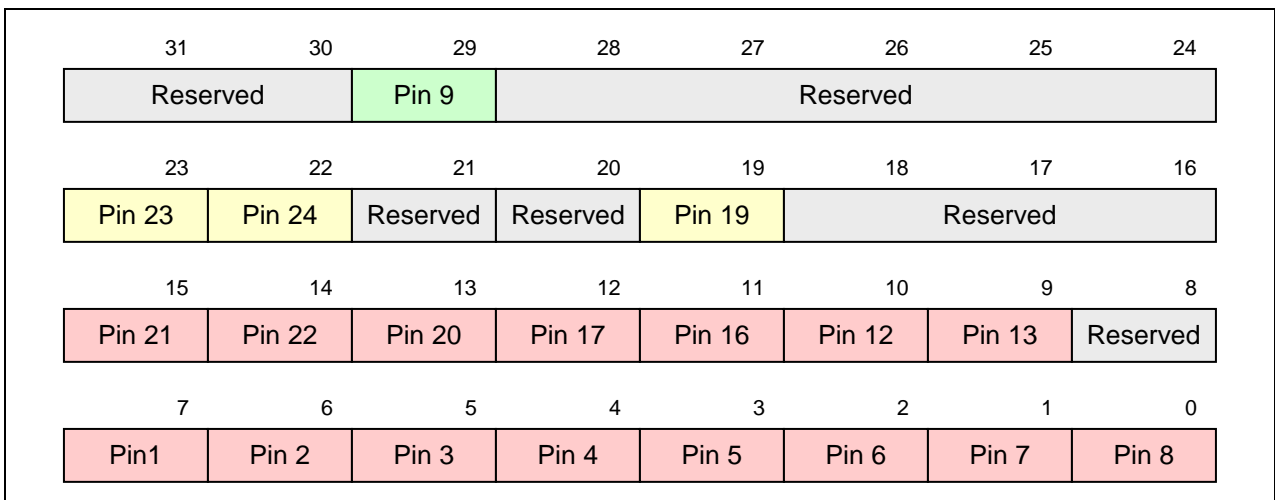 31 30 29 28 27 26 25 24
Reserved Pin 9 Reserved
23 22 21 20 19 18 17 16
Pin 23 Pin 24 Reserved Reserved Pin 19 Reserved
15 14 13 12 11 10 9 8
Pin 21 Pin 22 Pin 20 Pin 17 Pin 16 Pin 12 Pin 13 Reserved
7 6 5 4 3 2 1 0
Pin1 Pin 2 Pin 3 Pin 4 Pin 5 Pin 6 Pin 7 Pin 8